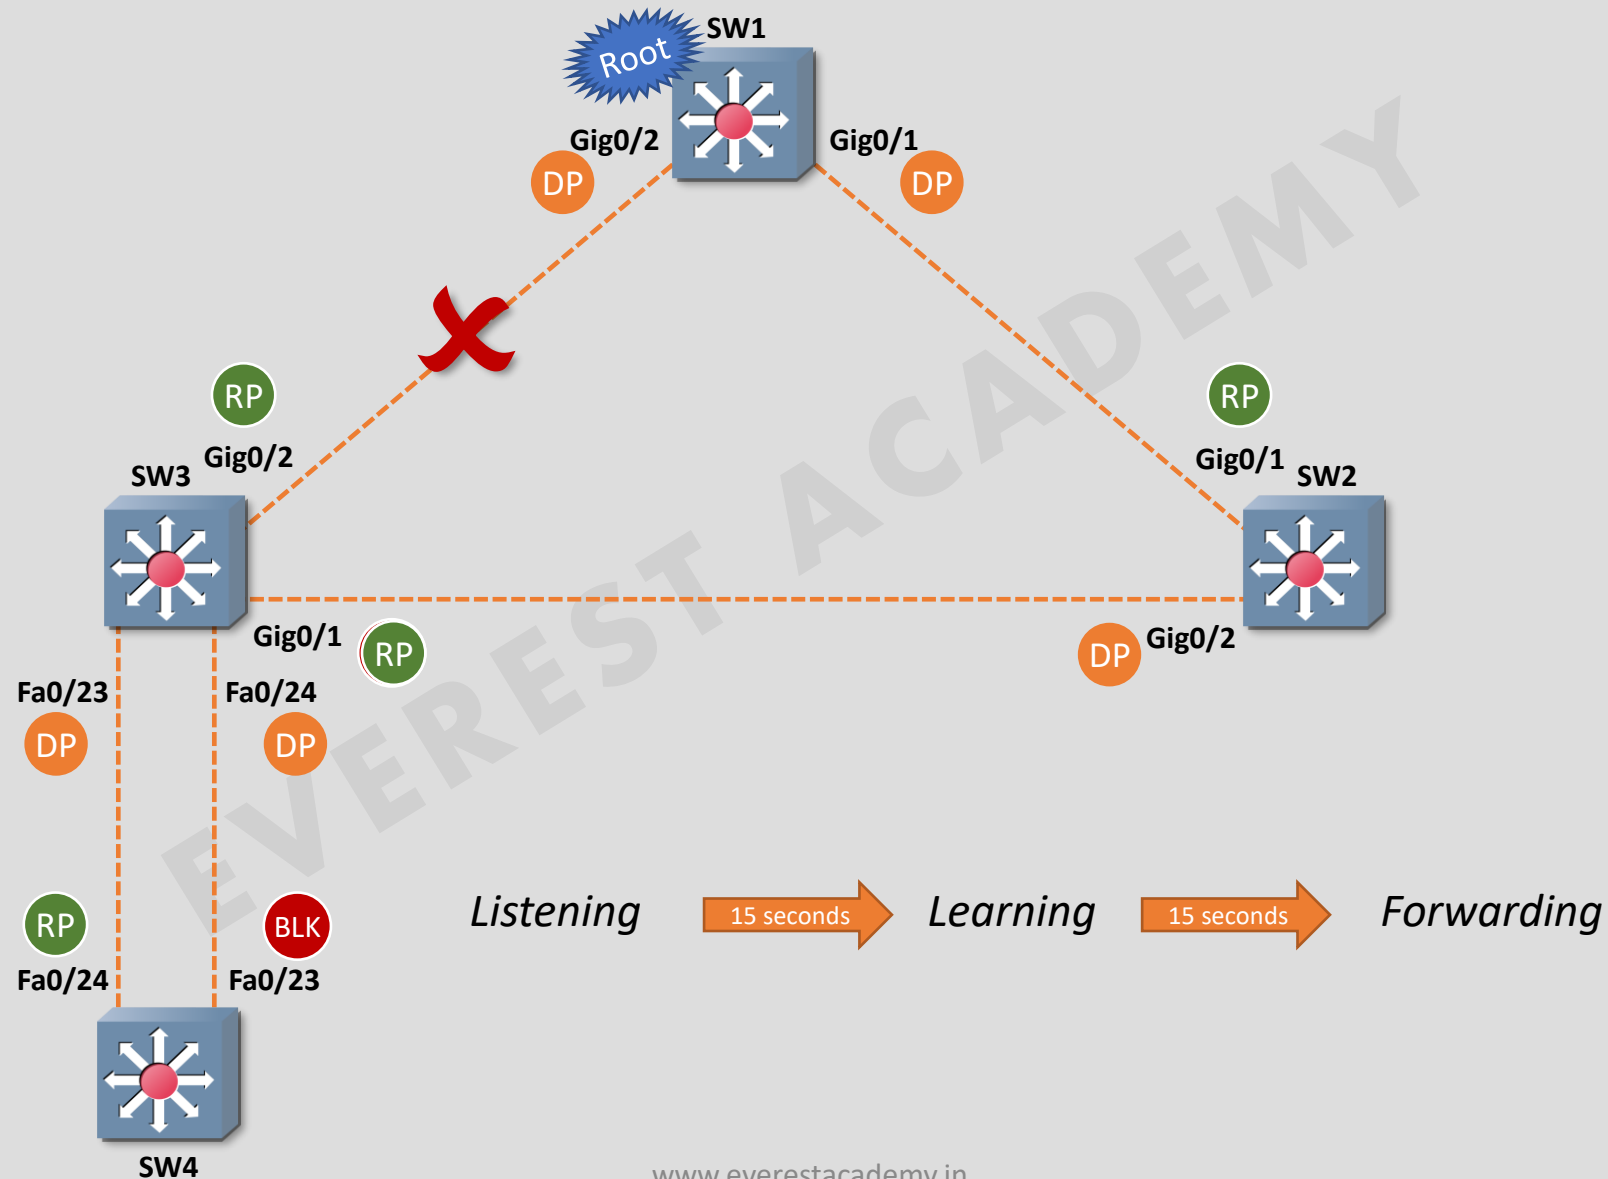 SW1
Root
Gig0/2
Gig0/1
DP
DP
EVEREST ACADEMY
RP
RP
Gig0/2
Gig0/1
SW3
SW2
Gig0/1
RP
DP
Gig0/2
Fa0/23
Fa0/24
DP
DP
RP
BLK
Listening
15 seconds
Learning
15 seconds
Forwarding
Fa0/24
Fa0/23
SW4
www.everestacademy.in